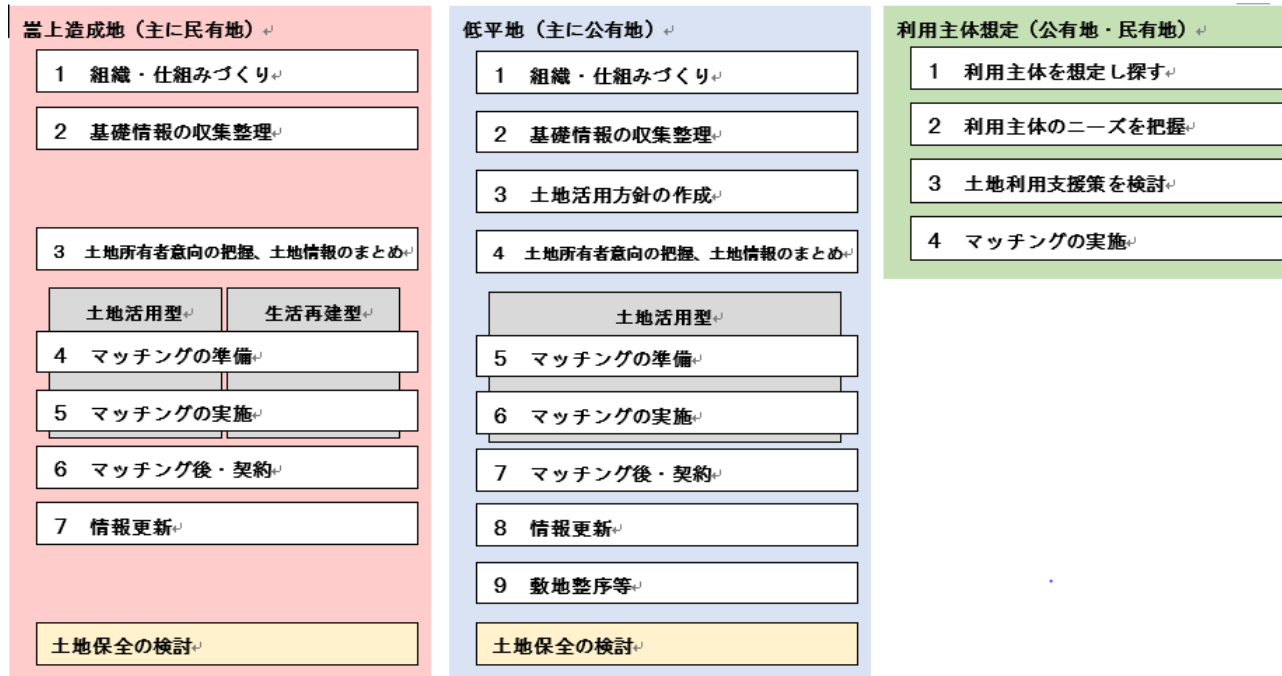 嵩上造成地（主に民有地）
1 組織・仕組みづくり
2 基礎情報の収集整理
3 土地所有者意向の把握、土地情報のまとめ
土地活用型
生活再建型
4 マッチングの準備
5 マッチングの実施
6 マッチング後・契約
7 情報更新
土地保全の検討
低平地（主に公有地）
1 組織・仕組みづくり
2 基礎情報の収集整理
3 土地活用方針の作成
4 土地所有者意向の把握、土地情報のまとめ
土地活用型
5 マッチングの準備
6 マッチングの実施
7 マッチング後・契約
8 情報更新
9 敷地整序等
土地保全の検討
利用主体想定（公有地・民有地）
1 利用主体を想定し探す
2 利用主体のニーズを把握
3 土地利用支援策を検討
4 マッチングの実施